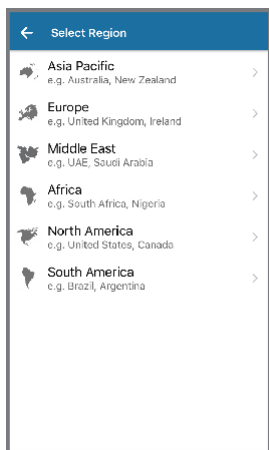 Select Region
Asia Pacific
e.g. Australia, New Zealand
Europe
e.g. United Kingdom, Ireland
Middle East
e.g. UAE, Saudi Arabia
Africa
e.g. South Africa, Nigeria
North America
e.g. United States, Canada
South America
e.g. Brazil, Argentina